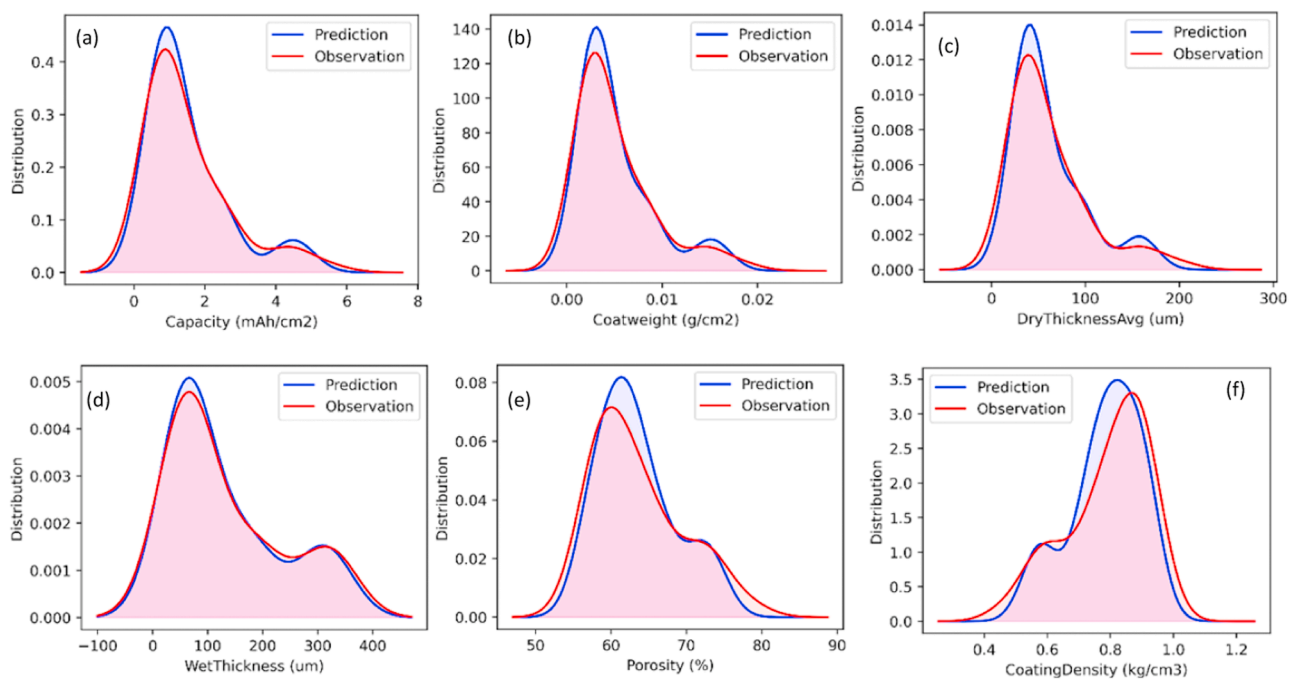 (a)
Prediction
Observation
Distribution
0.4
0.3
0.2
0.1
0.0
0 2 4 6 8
Capacity (mAh/cm2)
(b)
Prediction
Observation
Distribution
140
120
100
80
60
40
20
0
0.00 0.01 0.02
Coatweight (g/cm2)
(c)
Prediction
Observation
Distribution
0.014
0.012
0.010
0.008
0.006
0.004
0.002
0.000
0 100 200 300
DryThicknessAvg (um)
(d)
Prediction
Observation
Distribution
0.005
0.004
0.003
0.002
0.001
0.000
−100 0 100 200 300 400
WetThickness (um)
(e)
Prediction
Observation
Distribution
0.08
0.06
0.04
0.02
0.00
50 60 70 80 90
Porosity (%)
Prediction
Observation
(f)
Distribution
3.5
3.0
2.5
2.0
1.5
1.0
0.5
0.0
0.4 0.6 0.8 1.0 1.2
CoatingDensity (kg/cm3)